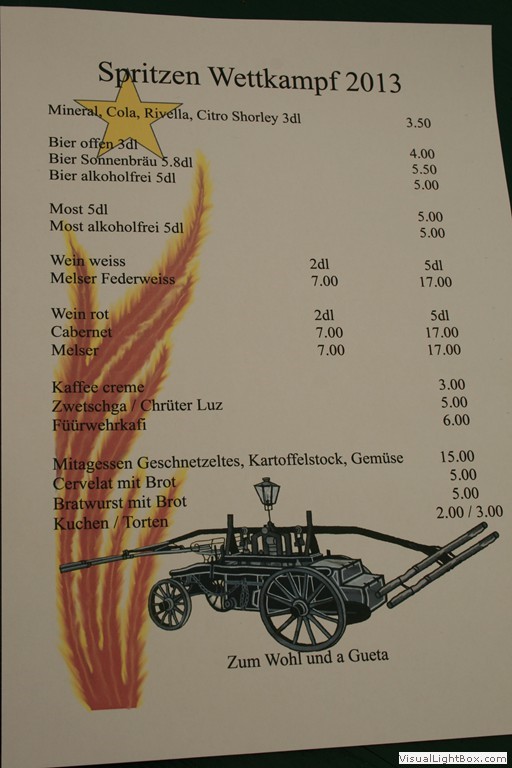 Spritzen Wettkampf 2013
Mineral, Cola, Rivella, Citro Shorley 3dl 3.50
Bier offen 3dl 4.00
Bier Sonnenbräu 5.8dl 5.50
Bier alkoholfrei 5dl 5.00
Most 5dl 5.00
Most alkoholfrei 5dl 5.00
Wein weiss 2dl 5dl
Melser Federweiss 7.00 17.00
Wein rot 2dl 5dl
Cabernet 7.00 17.00
Melser 7.00 17.00
Kaffee creme 3.00
Zwetschga / Chrüter Luz 5.00
Füürwehrkafi 6.00
Mitagessen Geschnetzeltes, Kartoffelstock, Gemüse 15.00
Cervelat mit Brot 5.00
Bratwurst mit Brot 5.00
Kuchen / Torten 2.00 / 3.00
Zum Wohl und a Gueta
VisualLightBox.com